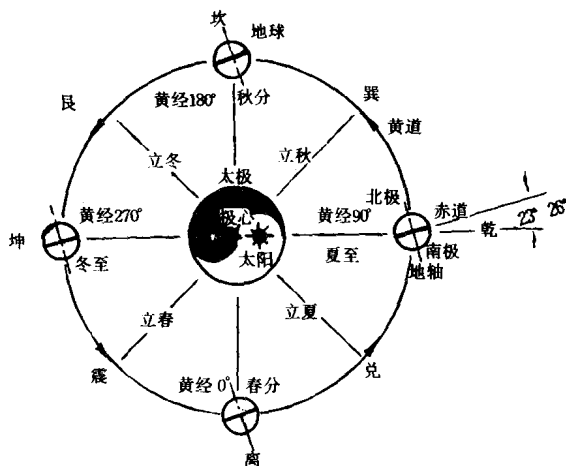 坎
地球
艮
黄经180°
秋分
巽
黄道
立冬
立秋
太极
北极
赤道
极心
黄经270°
黄经90°
乾
23°26°
坤
太阳
南极
冬至
夏至
地轴
立春
立夏
震
兑
黄经0°
春分
离